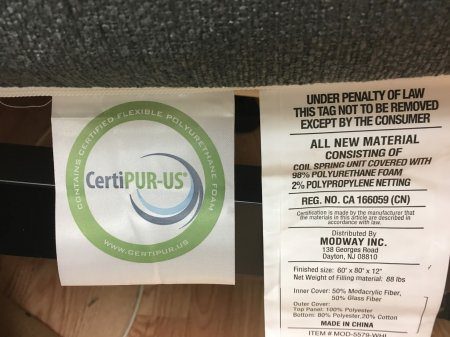 CONTAINS CERTIFIED FLEXIBLE POLYURETHANE FOAM
CertiPUR-US®
WWW.CERTIPUR.US
UNDER PENALTY OF LAW
THIS TAG NOT TO BE REMOVED
EXCEPT BY THE CONSUMER
ALL NEW MATERIAL
CONSISTING OF
COIL SPRING UNIT COVERED WITH
98% POLYURETHANE FOAM
2% POLYPROPYLENE NETTING
REG. NO. CA 166059 (CN)
Certification is made by the manufacturer that
the materials in this article are described in
accordance with law.
Distributed By
MODWAY INC.
138 Georges Road
Dayton, NJ 08810
Finished size: 60' x 80' x 12"
Net Weight of Filling material: 88 lbs
Inner Cover: 50% Modacrylic Fiber,
50% Glass Fiber
Outer Cover:
Top Panel: 100% Polyester
Bottom: 80% Polyester,20% Cotton
MADE IN CHINA
ITEM # MOD-5579-WHI